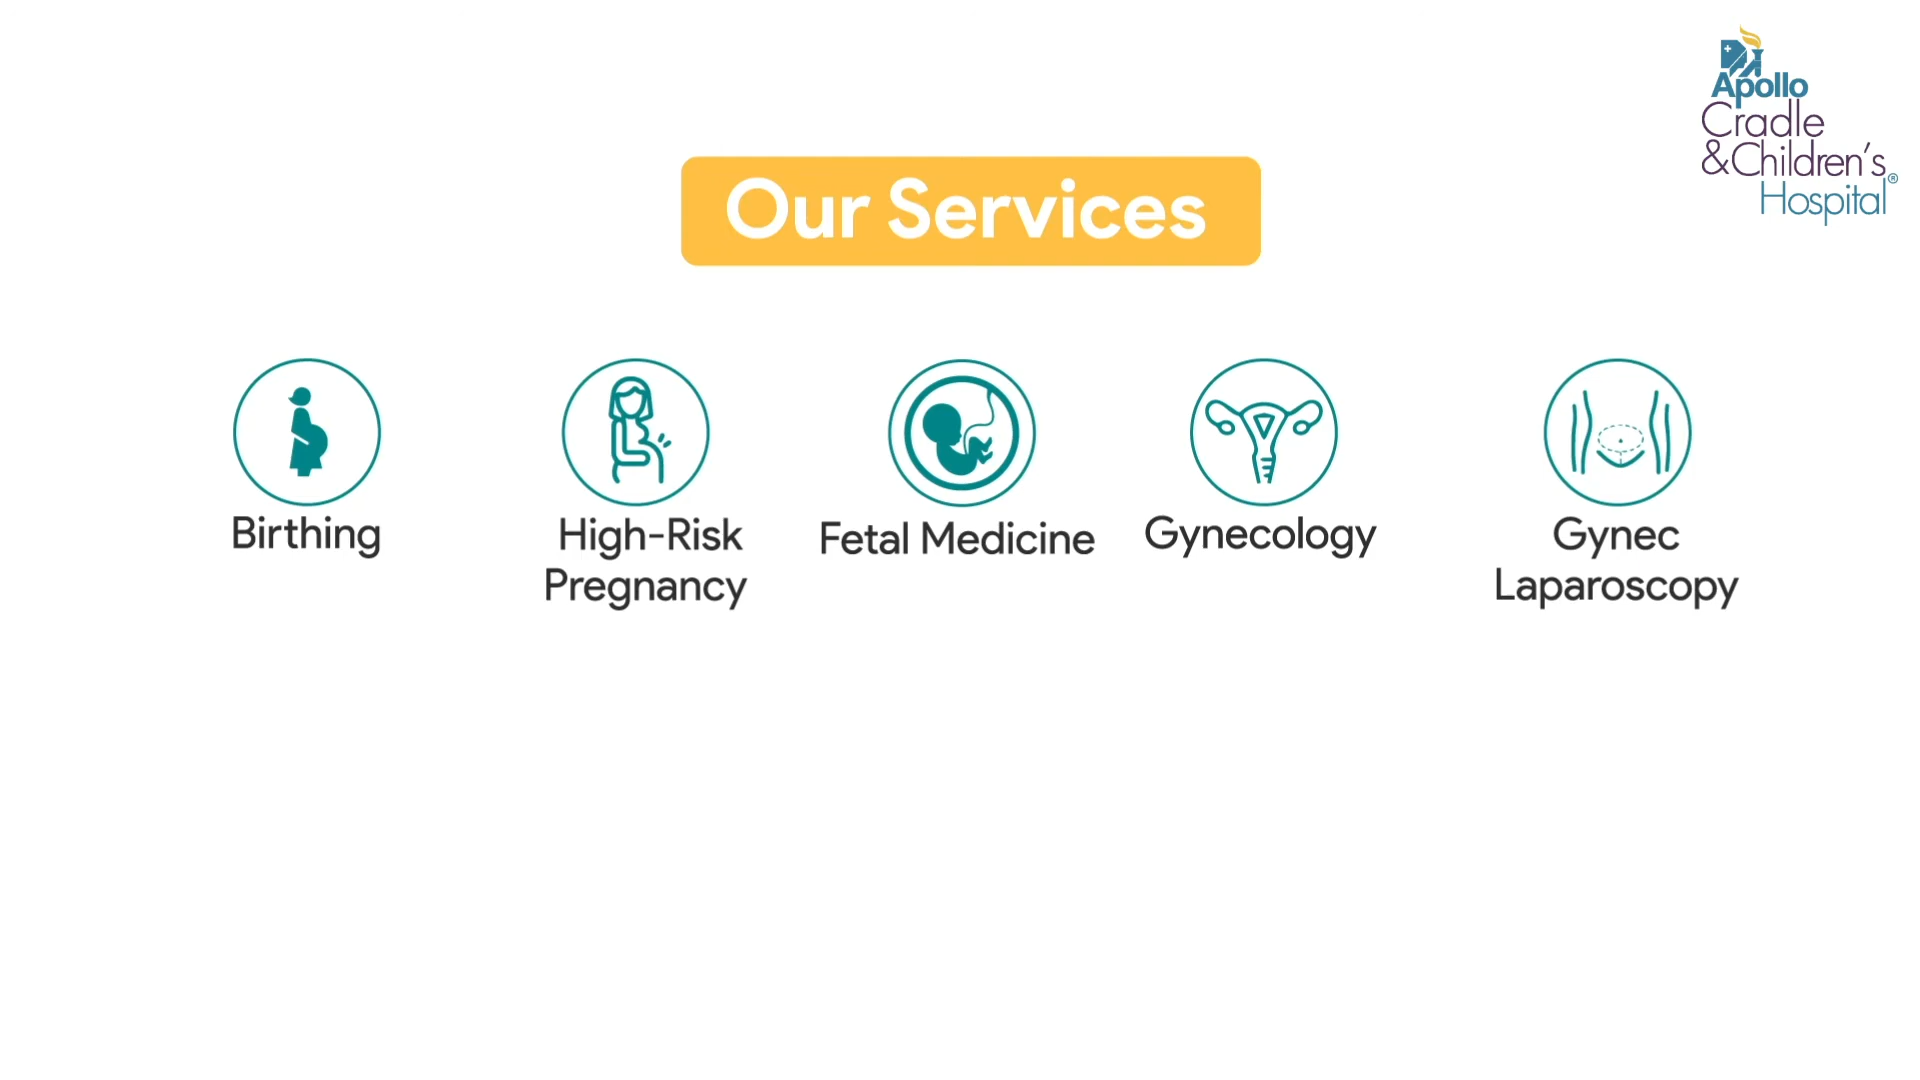 Apollo
Cradle
&Children's
Hospital®
Our Services
Birthing
High-Risk
Pregnancy
Fetal Medicine
Gynecology
Gynec
Laparoscopy